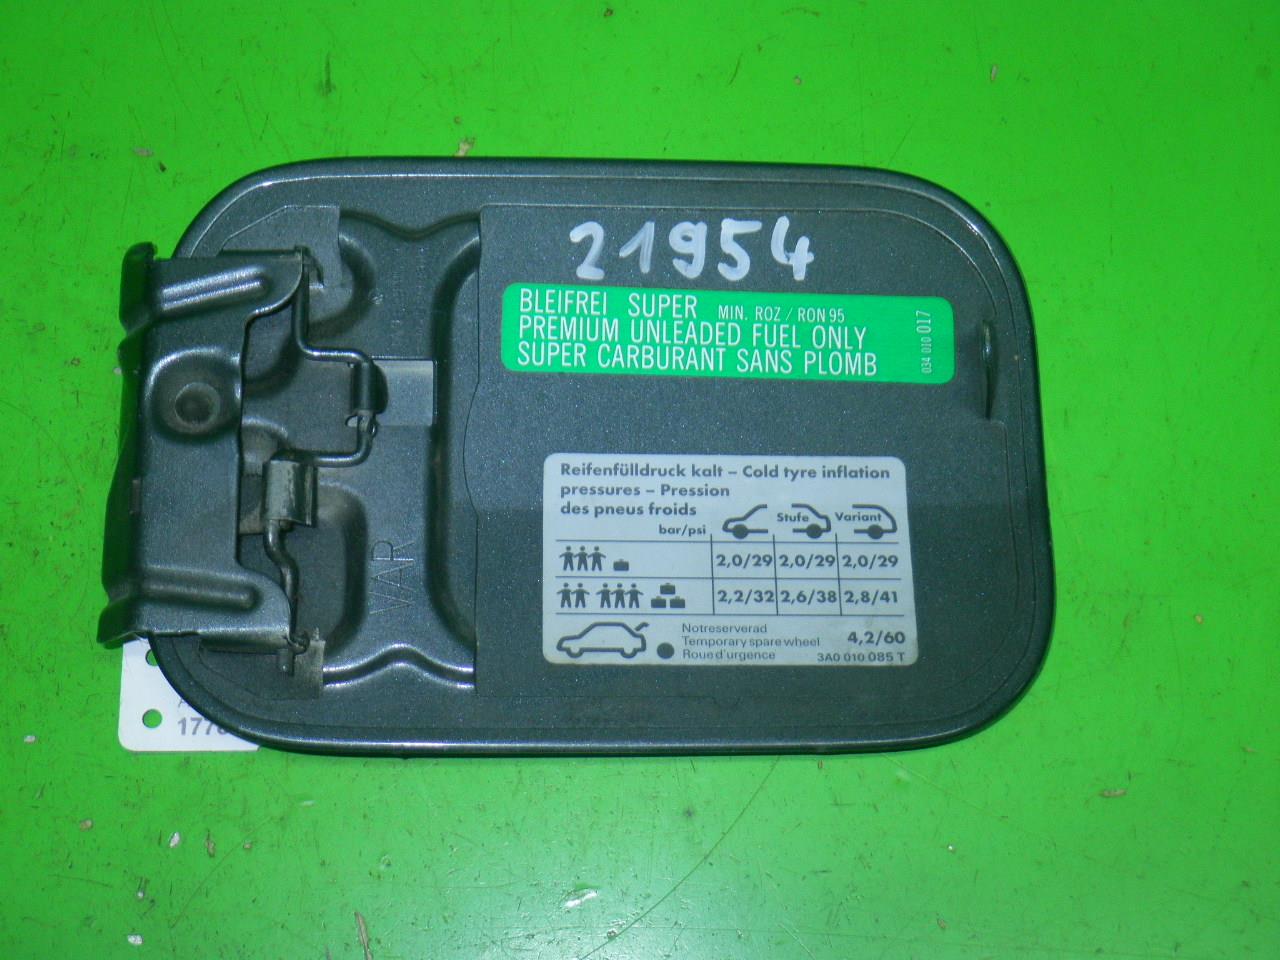 21954
BLEIFREI SUPER MIN. ROZ / RON 95
PREMIUM UNLEADED FUEL ONLY
SUPER CARBURANT SANS PLOMB
034 010 017
Reifenfülldruck kalt – Cold tyre inflation
pressures – Pression
des pneus froids
bar/psi Stufe Variant
2,0/29 2,0/29 2,0/29
2,2/32 2,6/38 2,8/41
Notreserverad
Temporary spare wheel 4,2/60
Roue d'urgence 3A0 010 085 T
VAR